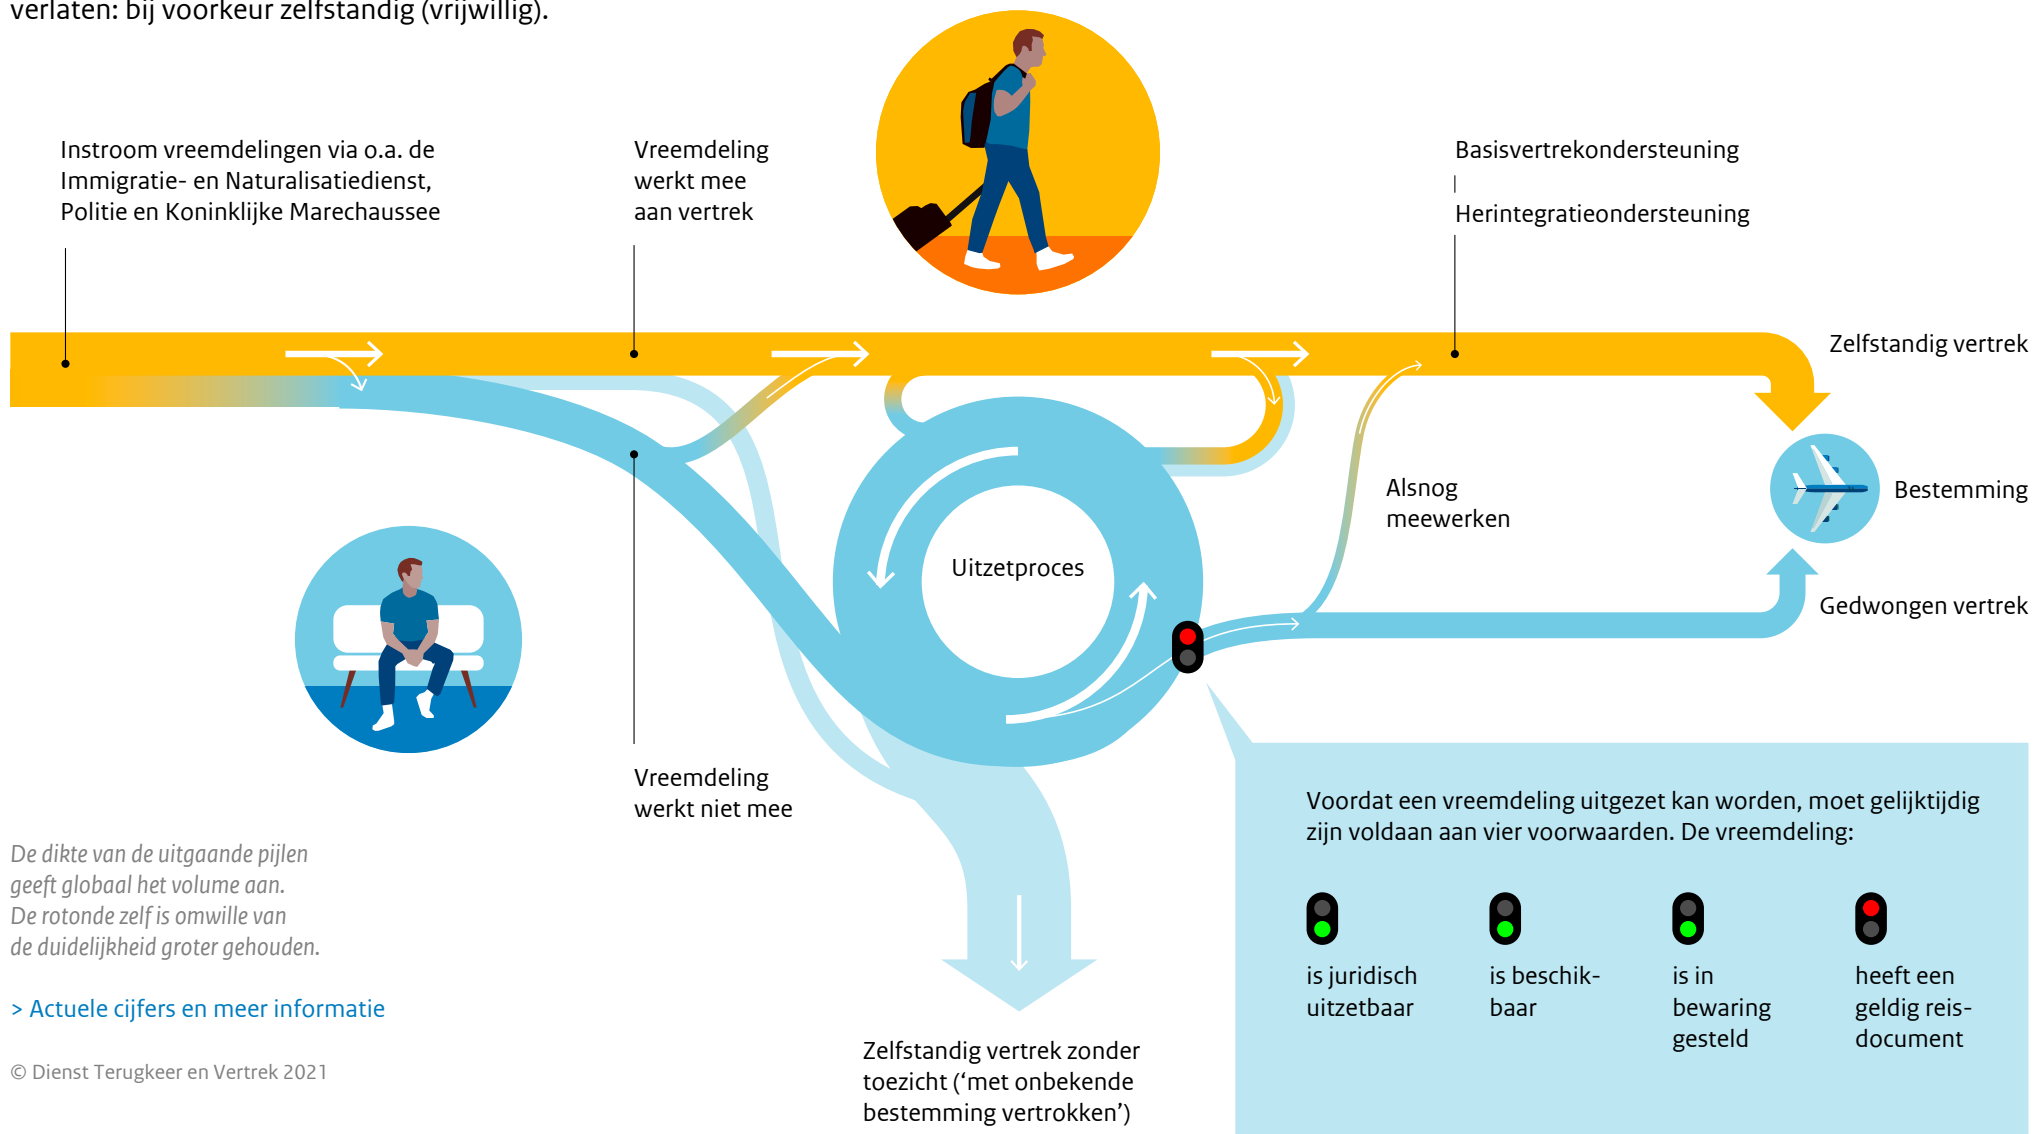 verlaten: bij voorkeur zelfstandig (vrijwillig).
Instroom vreemdelingen via o.a. de
Immigratie- en Naturalisatiedienst,
Politie en Koninklijke Marechaussee
Vreemdeling
werkt mee
aan vertrek
Basisvertrekondersteuning
Herintegratieondersteuning
Zelfstandig vertrek
Alsnog
meewerken
Bestemming
Uitzetproces
Gedwongen vertrek
Vreemdeling
werkt niet mee
Voordat een vreemdeling uitgezet kan worden, moet gelijktijdig
zijn voldaan aan vier voorwaarden. De vreemdeling:
is juridisch
uitzetbaar
is beschik-
baar
is in
bewaring
gesteld
heeft een
geldig reis-
document
De dikte van de uitgaande pijlen
geeft globaal het volume aan.
De rotonde zelf is omwille van
de duidelijkheid groter gehouden.
> Actuele cijfers en meer informatie
© Dienst Terugkeer en Vertrek 2021
Zelfstandig vertrek zonder
toezicht (‘met onbekende
bestemming vertrokken’)